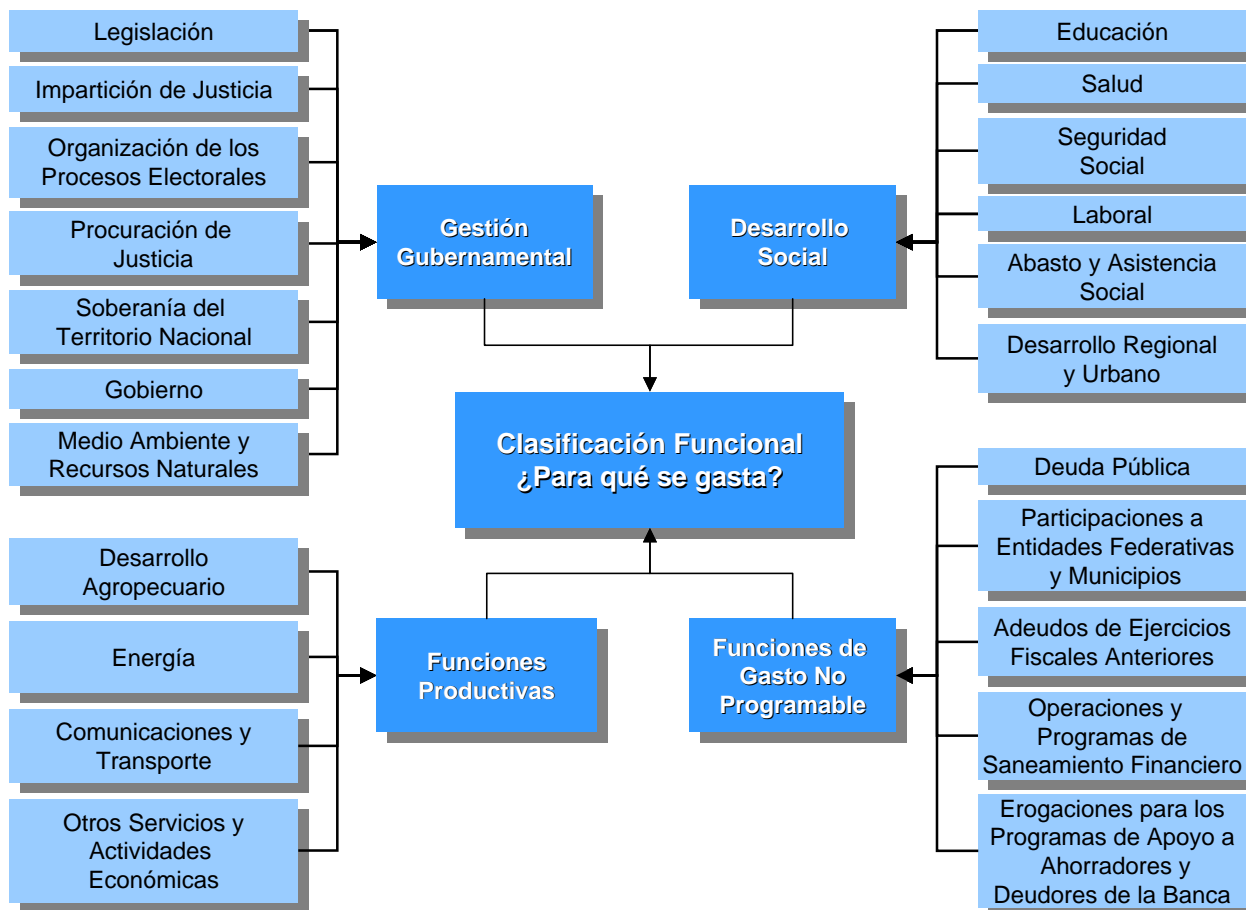 Legislación
Impartición de Justicia
Organización de los
Procesos Electorales
Procuración de
Justicia
Soberanía del
Territorio Nacional
Gobierno
Medio Ambiente y
Recursos Naturales
Gestión
Gubernamental
Desarrollo
Social
Educación
Salud
Seguridad
Social
Laboral
Abasto y Asistencia
Social
Desarrollo Regional
y Urbano
Clasificación Funcional
¿Para qué se gasta?
Desarrollo
Agropecuario
Energía
Comunicaciones y
Transporte
Otros Servicios y
Actividades
Económicas
Funciones
Productivas
Funciones de
Gasto No
Programable
Deuda Pública
Participaciones a
Entidades Federativas
y Municipios
Adeudos de Ejercicios
Fiscales Anteriores
Operaciones y
Programas de
Saneamiento Financiero
Erogaciones para los
Programas de Apoyo a
Ahorradores y
Deudores de la Banca